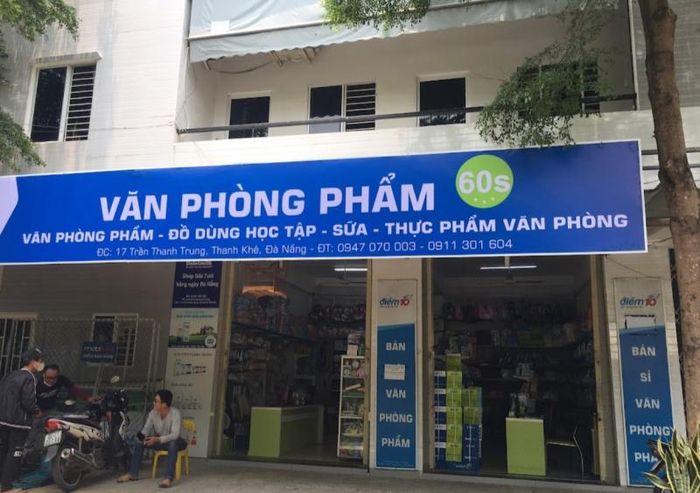 VĂN PHÒNG PHẨM
60s
VĂN PHÒNG PHẨM - ĐỒ DÙNG HỌC TẬP - SỮA - THỰC PHẨM VĂN PHÒNG
ĐC: 17 Trần Thanh Trung, Thanh Khê, Đà Nẵng - ĐT: 0947 070 003 - 0911 301 604
điểm 10
BÁN
VĂN
PHÒNG
PHẨM
điểm 10
BÁN
SỈ
VĂN
PHÒNG
PHẨM